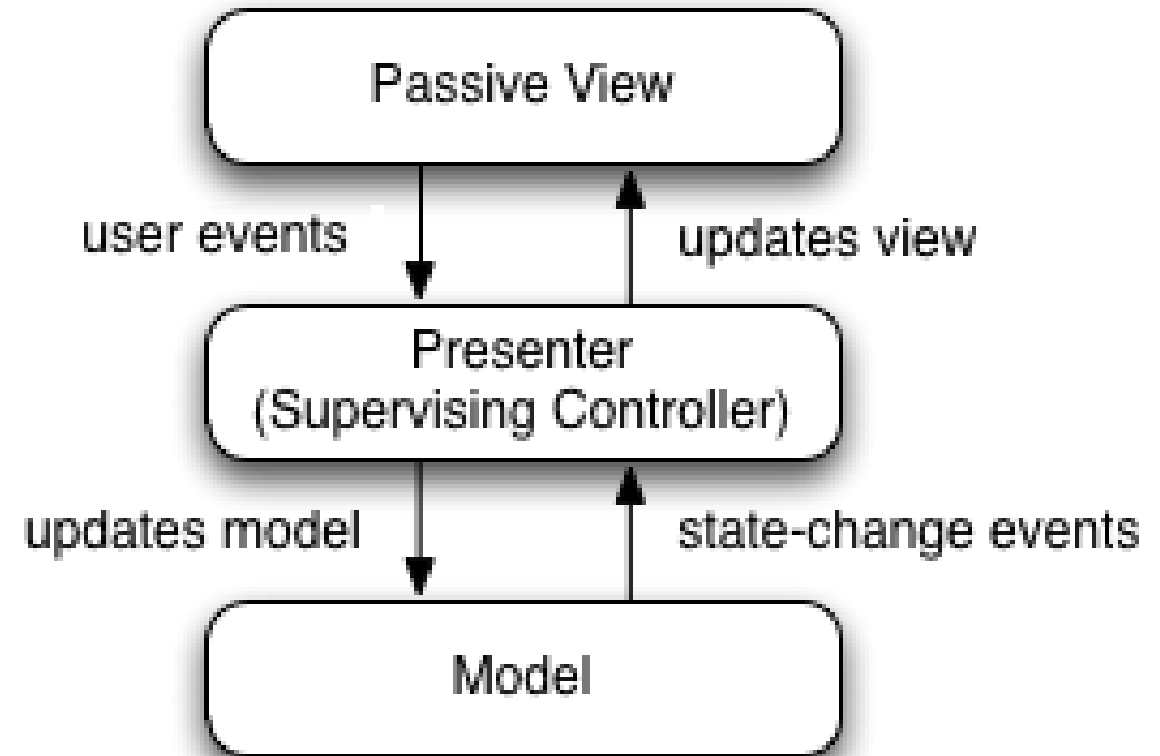 Passive View
user events
updates view
Presenter
(Supervising Controller)
updates model
state-change events
Model